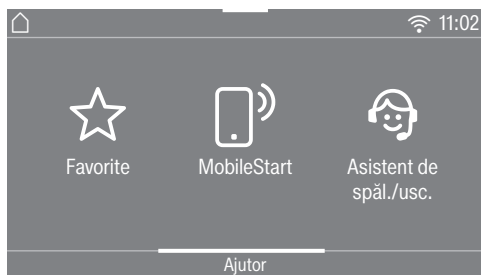 11:02
Favorite
MobileStart
Asistent de
spăl./usc.
Ajutor